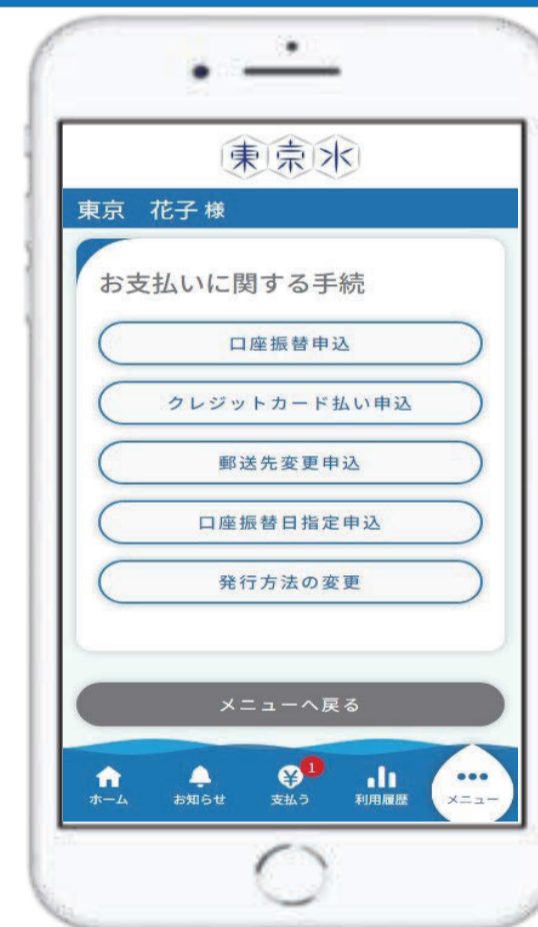 東京水
東京　花子 様
お支払いに関する手続
口座振替申込
クレジットカード払い申込
郵送先変更申込
口座振替日指定申込
発行方法の変更
メニューへ戻る
1
ホーム お知らせ 支払う 利用履歴 メニュー